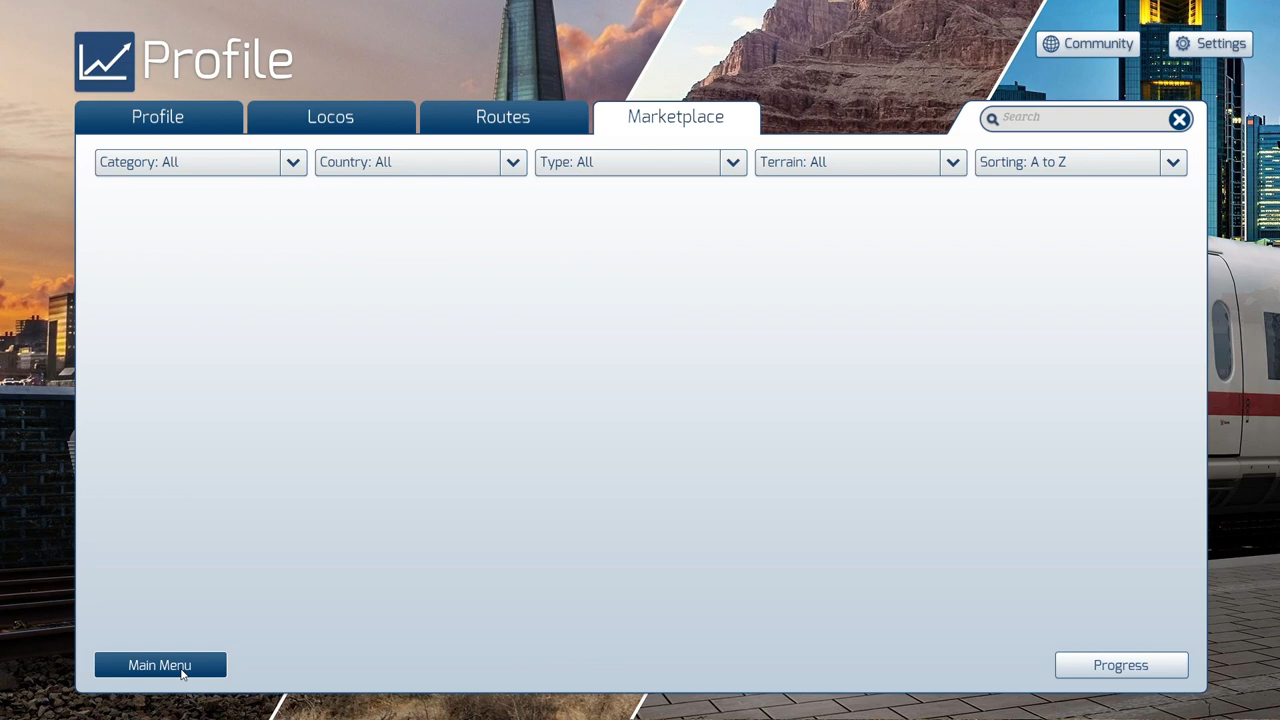 Profile
Community
Settings
Profile
Locos
Routes
Marketplace
Search
Category: All
Country: All
Type: All
Terrain: All
Sorting: A to Z
Main Menu
Progress